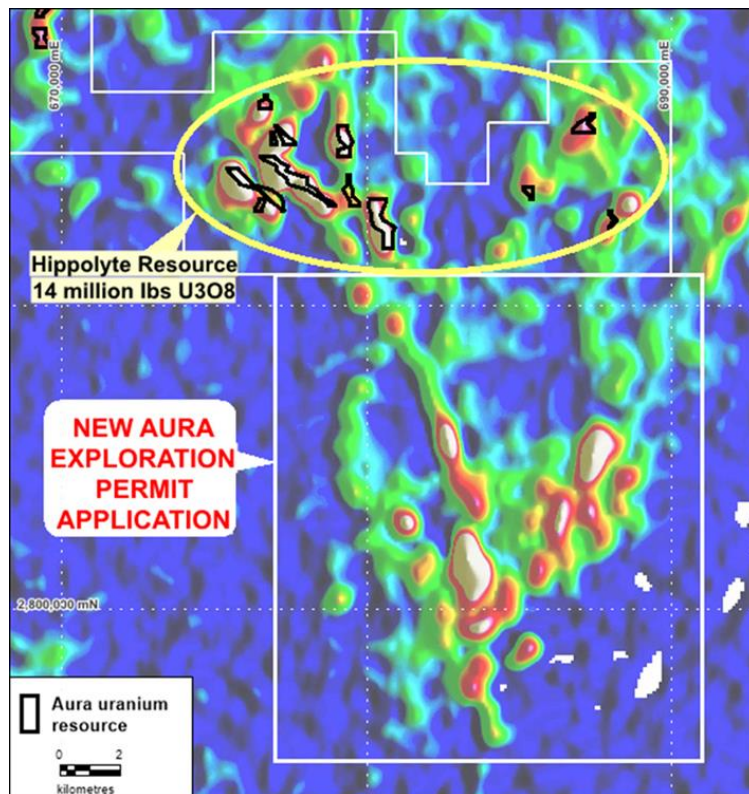 670,000 mE
690,000 mE
Hippolyte Resource
14 million lbs U3O8
NEW AURA
EXPLORATION
PERMIT
APPLICATION
2,800,000 mN
Aura uranium
resource
0 2
kilometres